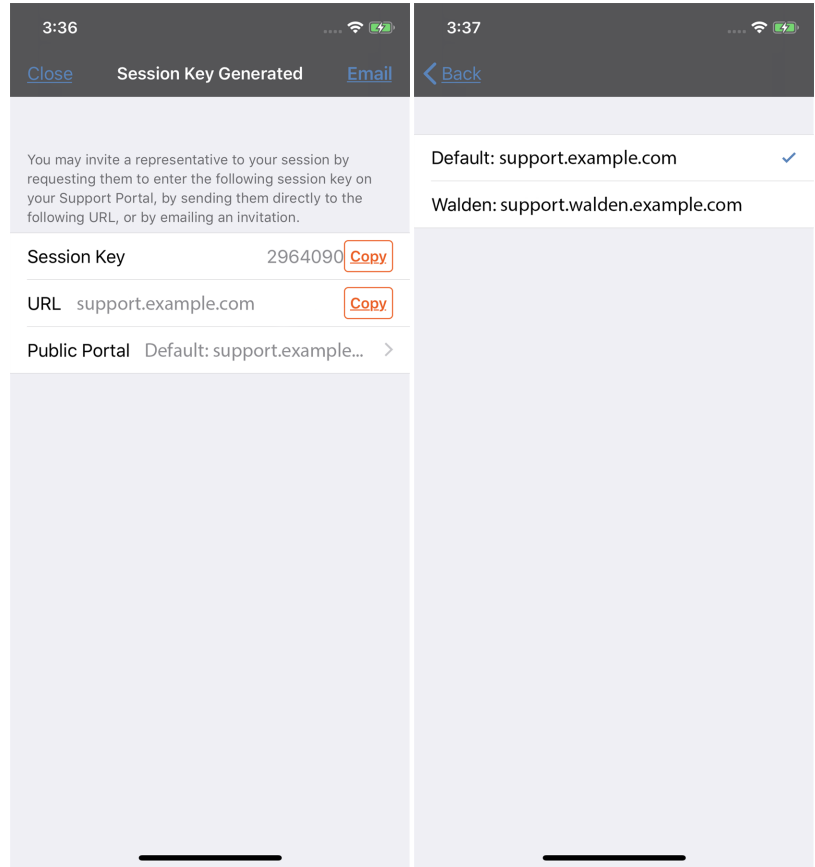 3:36
Close Session Key Generated Email
You may invite a representative to your session by
requesting them to enter the following session key on
your Support Portal, by sending them directly to the
following URL, or by emailing an invitation.
Session Key 2964090 Copy
URL support.example.com Copy
Public Portal Default: support.example...
3:37
Back
Default: support.example.com
Walden: support.walden.example.com